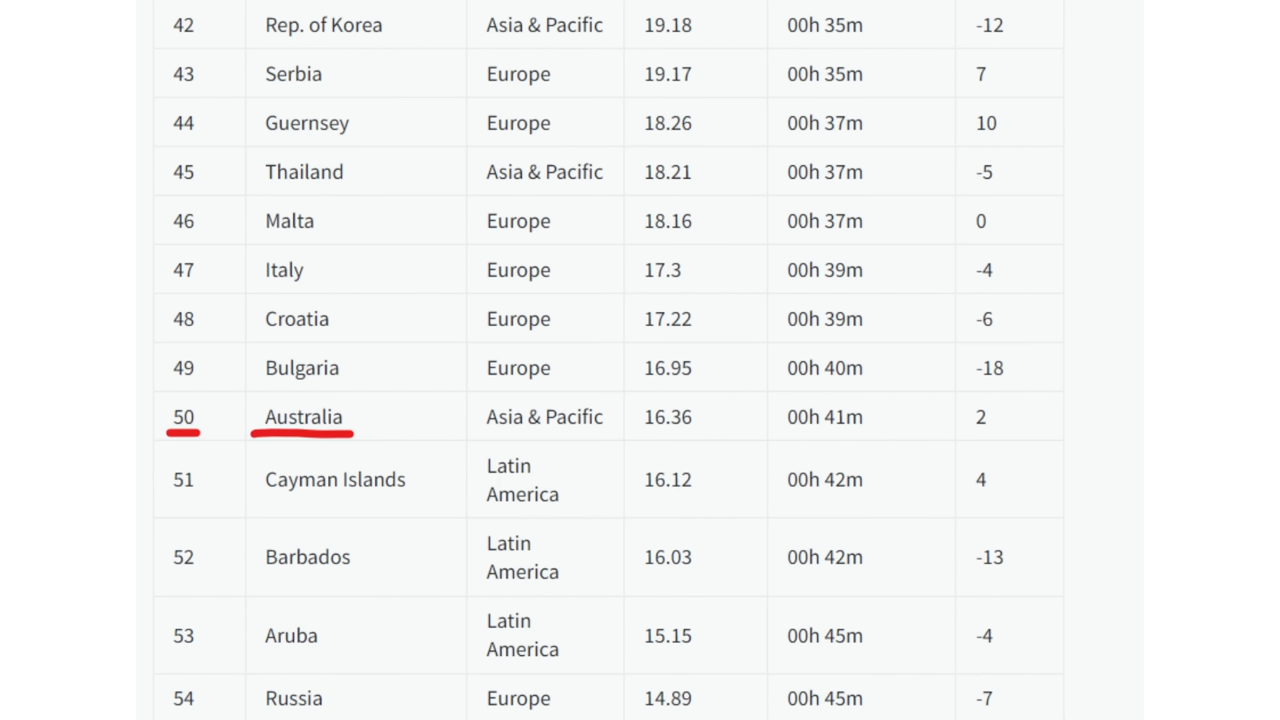 42 Rep. of Korea Asia & Pacific 19.18 00h 35m -12
43 Serbia Europe 19.17 00h 35m 7
44 Guernsey Europe 18.26 00h 37m 10
45 Thailand Asia & Pacific 18.21 00h 37m -5
46 Malta Europe 18.16 00h 37m 0
47 Italy Europe 17.3 00h 39m -4
48 Croatia Europe 17.22 00h 39m -6
49 Bulgaria Europe 16.95 00h 40m -18
50 Australia Asia & Pacific 16.36 00h 41m 2
51 Cayman Islands Latin America 16.12 00h 42m 4
52 Barbados Latin America 16.03 00h 42m -13
53 Aruba Latin America 15.15 00h 45m -4
54 Russia Europe 14.89 00h 45m -7